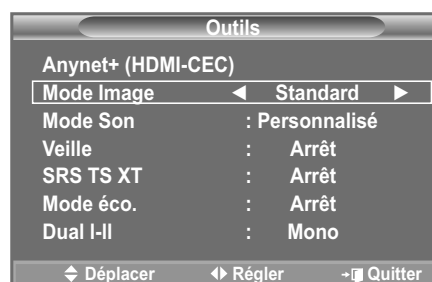 Outils
Anynet+ (HDMI-CEC)
Mode Image ◄ Standard ►
Mode Son : Personnalisé
Veille : Arrêt
SRS TS XT : Arrêt
Mode éco. : Arrêt
Dual I-II : Mono
Déplacer Régler Quitter